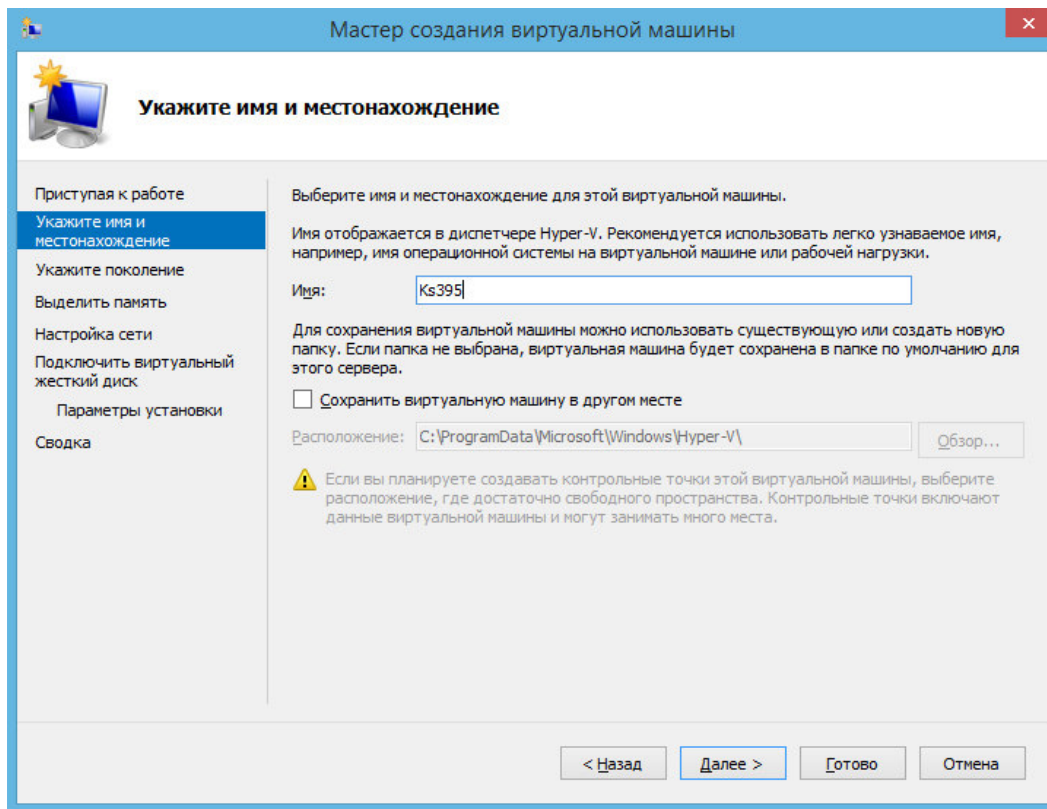 Мастер создания виртуальной машины
Укажите имя и местонахождение
Приступая к работе
Укажите имя и
местонахождение
Укажите поколение
Выделить память
Настройка сети
Подключить виртуальный
жесткий диск
Параметры установки
Сводка
Выберите имя и местонахождение для этой виртуальной машины.
Имя отображается в диспетчере Hyper-V. Рекомендуется использовать легко узнаваемое имя,
например, имя операционной системы на виртуальной машине или рабочей нагрузки.
Имя: Ks395
Для сохранения виртуальной машины можно использовать существующую или создать новую
папку. Если папка не выбрана, виртуальная машина будет сохранена в папке по умолчанию для
этого сервера.
Сохранить виртуальную машину в другом месте
Расположение: C:\ProgramData\Microsoft\Windows\Hyper-V\ Обзор...
Если вы планируете создавать контрольные точки этой виртуальной машины, выберите
расположение, где достаточно свободного пространства. Контрольные точки включают
данные виртуальной машины и могут занимать много места.
< Назад Далее > Готово Отмена